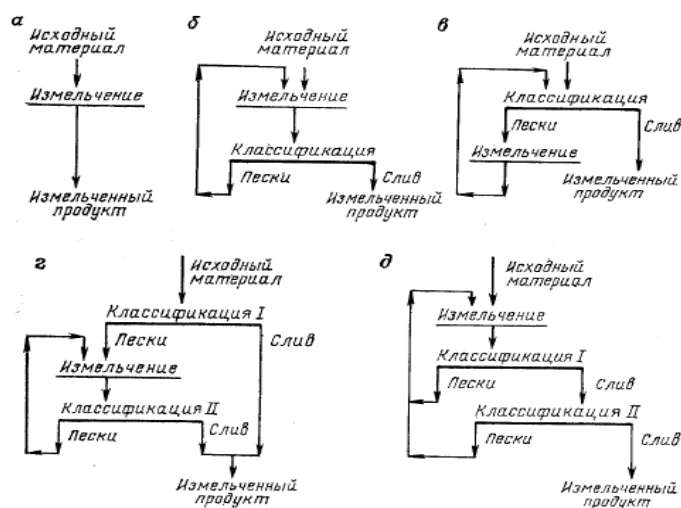 а
Исходный
материал
Измельчение
Измельченный
продукт
б
Исходный
материал
Измельчение
Классификация
Пески
Слив
Измельченный
продукт
в
Исходный
материал
Классификация
Пески
Слив
Измельчение
Измельченный
продукт
г
Исходный
материал
Классификация I
Пески
Слив
Измельчение
Классификация II
Пески
Слив
Измельченный
продукт
д
Исходный
материал
Измельчение
Классификация I
Пески
Слив
Классификация II
Пески
Слив
Измельченный
продукт